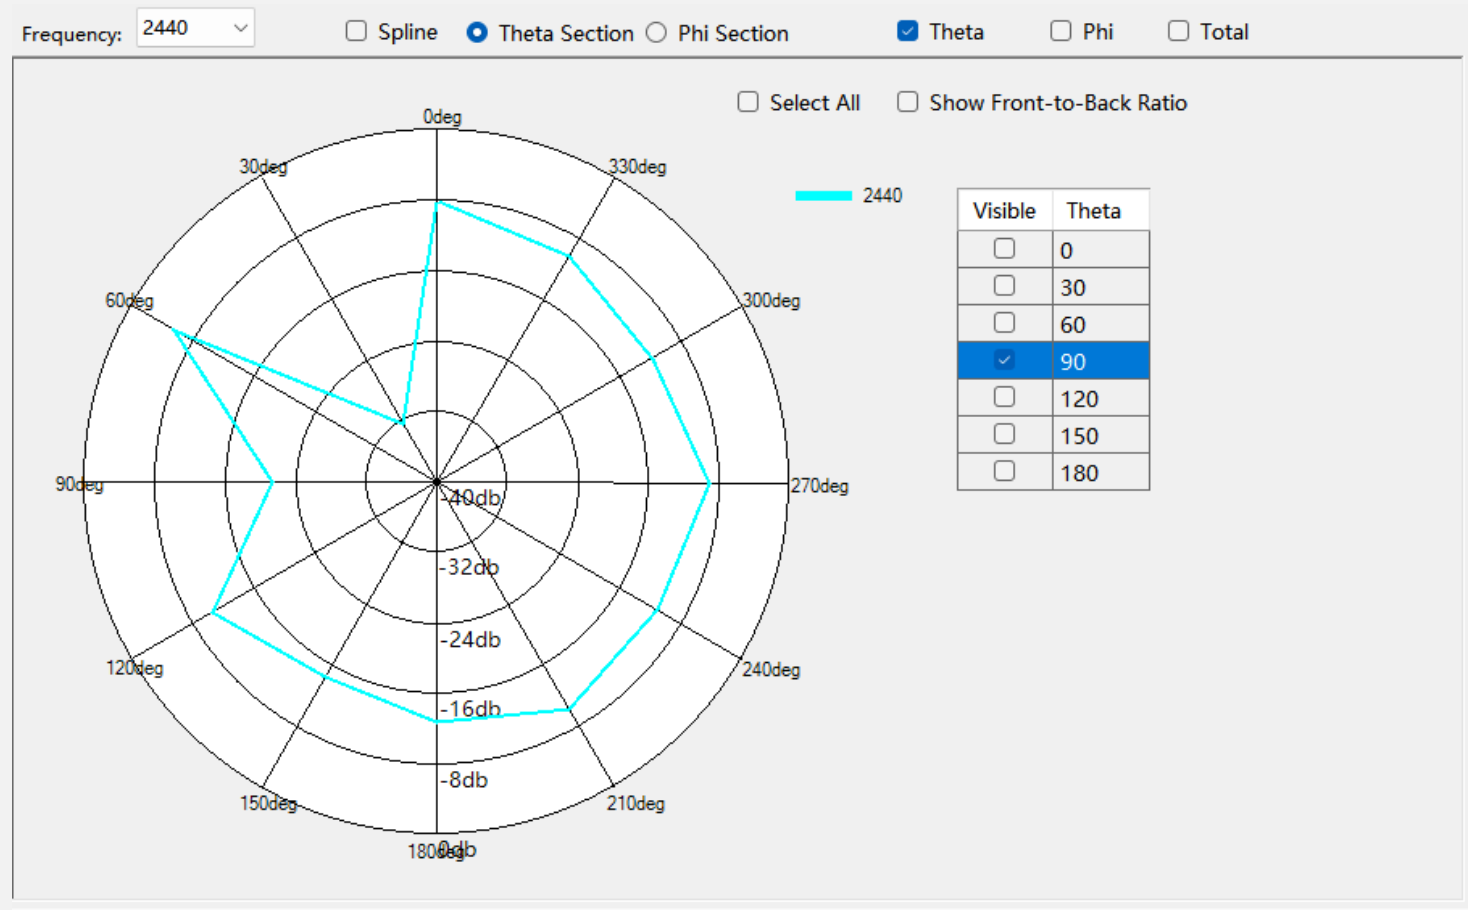 Frequency: 2440 Spline Theta Section Phi Section Theta Phi Total
Select All Show Front-to-Back Ratio
0deg
30deg 330deg
2440
Visible Theta
0
30
60
90
120
150
180
60deg 300deg
90deg 270deg
-40db
-32db
-24db
120deg 240deg
-16db
-8db
150deg 210deg
180deg 0db